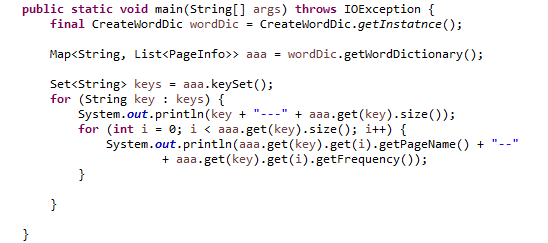 public static void main(String[] args) throws IOException {
final CreateWordDic wordDic = CreateWordDic.getInstatnce();
Map<String, List<PageInfo>> aaa = wordDic.getWordDictionary();
Set<String> keys = aaa.keySet();
for (String key : keys) {
System.out.println(key + "---" + aaa.get(key).size());
for (int i = 0; i < aaa.get(key).size(); i++) {
System.out.println(aaa.get(key).get(i).getPageName() + "--"
+ aaa.get(key).get(i).getFrequency());
}
}
}